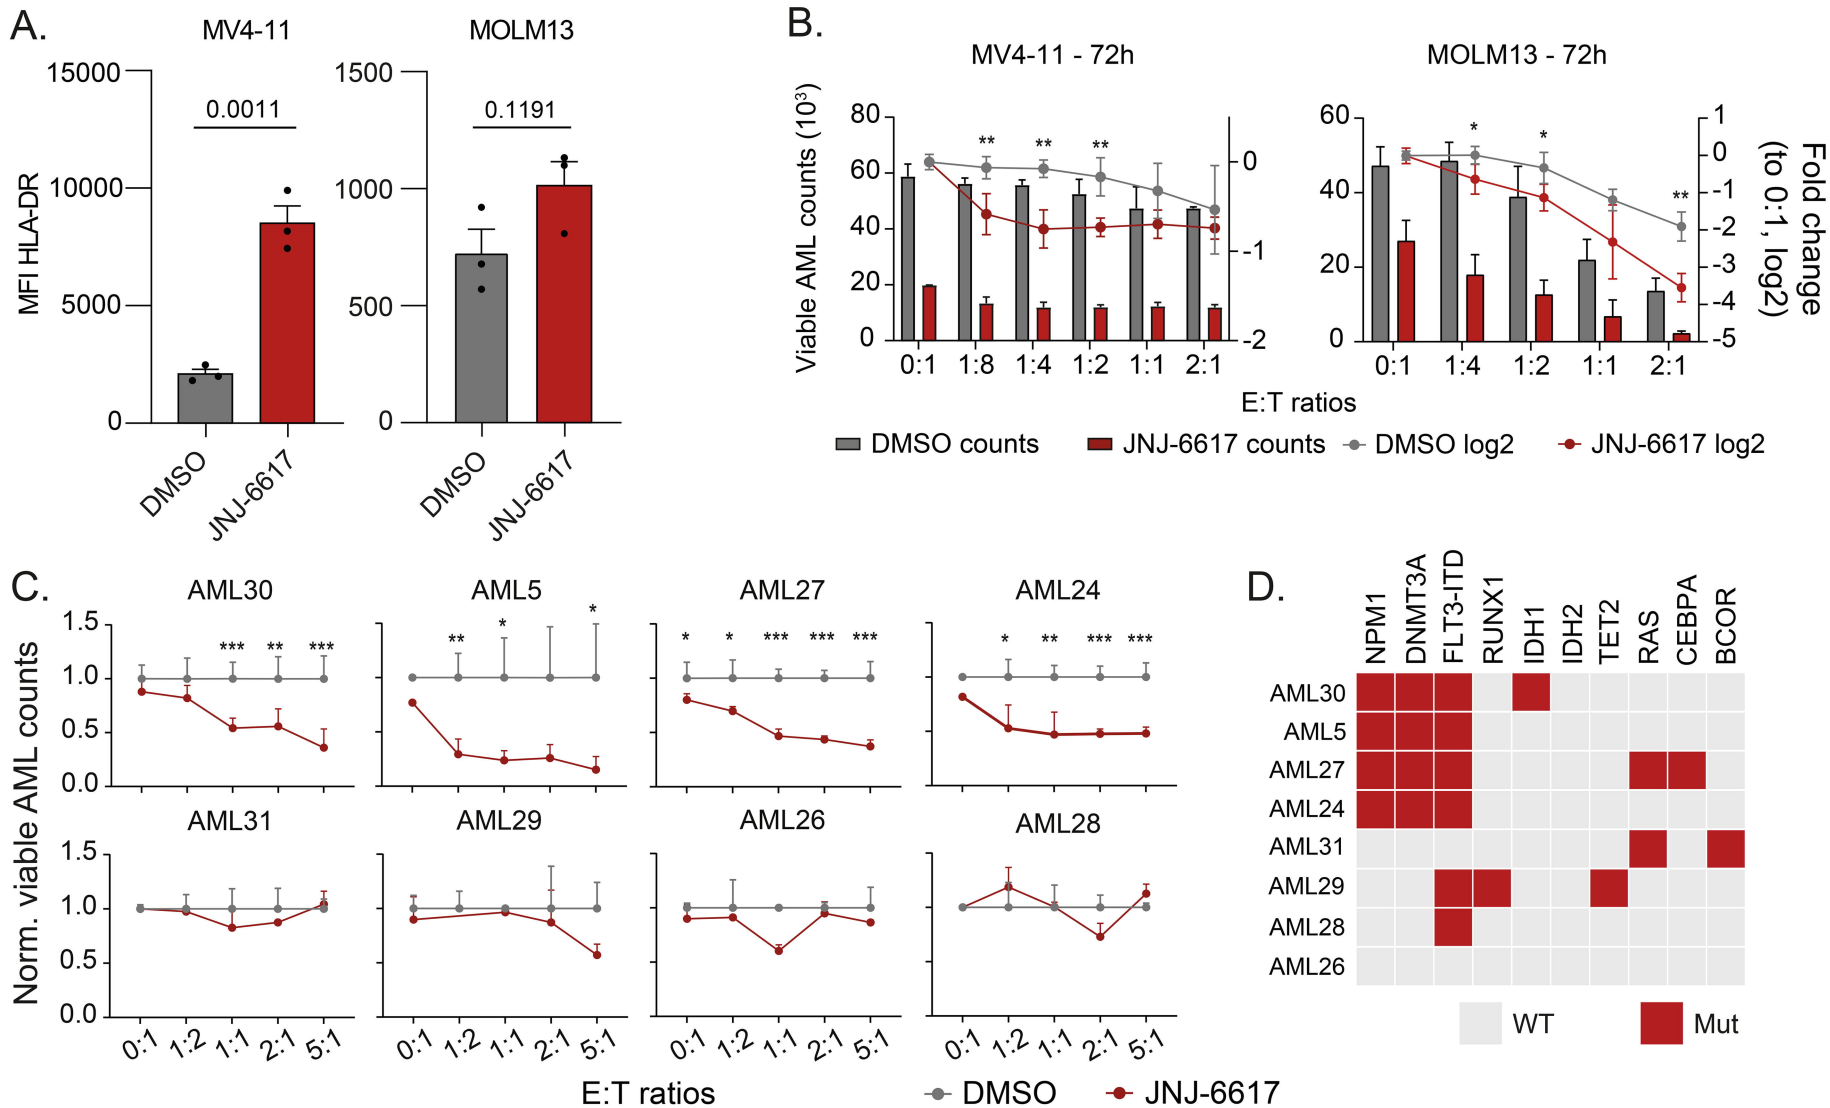 A.
MV4-11
MOLM13
MFI HLA-DR
15000
10000
5000
0
0.0011
DMSO
JNJ-6617
1500
1000
500
0
0.1191
DMSO
JNJ-6617
B.
MV4-11 - 72h
MOLM13 - 72h
Viable AML counts (10³)
80
60
40
20
0
** ** **
0
-1
-2
0:1 1:8 1:4 1:2 1:1 2:1
60
40
20
0
* * **
1
0
-1
-2
-3
-4
-5
Fold change
(to 0:1, log2)
0:1 1:4 1:2 1:1 2:1
E:T ratios
DMSO counts
JNJ-6617 counts
DMSO log2
JNJ-6617 log2
C.
Norm. viable AML counts
AML30
AML5
AML27
AML24
1.5
1.0
0.5
0.0
*** ** ***
** * *
* * *** *** ***
* ** *** ***
AML31
AML29
AML26
AML28
1.5
1.0
0.5
0.0
0:1 1:2 1:1 2:1 5:1
0:1 1:2 1:1 2:1 5:1
0:1 1:2 1:1 2:1 5:1
0:1 1:2 1:1 2:1 5:1
E:T ratios
DMSO
JNJ-6617
D.
NPM1
DNMT3A
FLT3-ITD
RUNX1
IDH1
IDH2
TET2
RAS
CEBPA
BCOR
AML30
AML5
AML27
AML24
AML31
AML29
AML28
AML26
WT
Mut